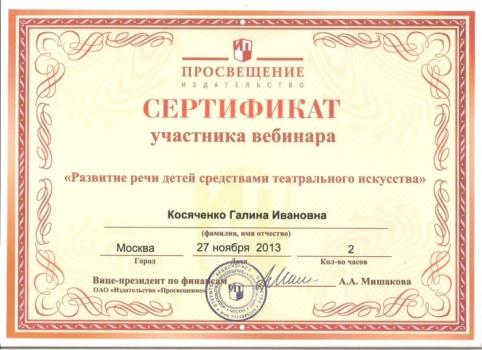 ПРОСВЕЩЕНИЕ
ИЗДАТЕЛЬСТВО
СЕРТИФИКАТ
участника вебинара
«Развитие речи детей средствами театрального искусства»
Косяченко Галина Ивановна
(фамилия, имя отчество)
Москва 27 ноября 2013 2
Город Дата Кол-во часов
Вице-президент по финансам А.А. Мишакова
ОАО «Издательство «Просвещение»